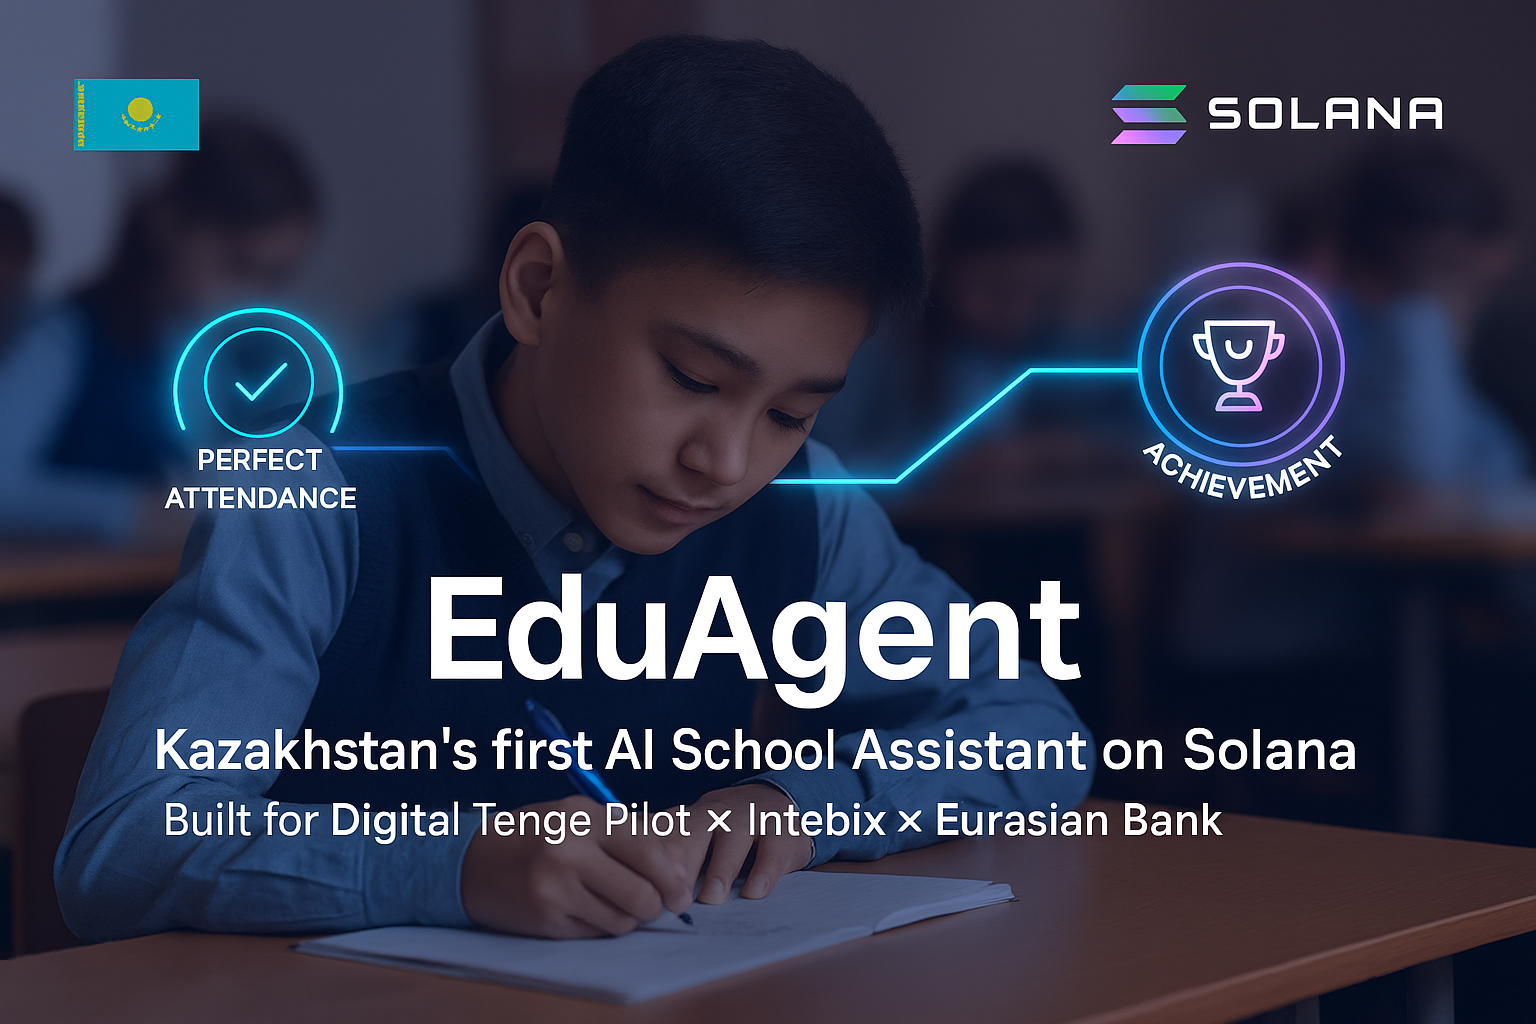 SOLANA
PERFECT
ATTENDANCE
ACHIEVEMENT
EduAgent
Kazakhstan's first AI School Assistant on Solana
Built for Digital Tenge Pilot × Intebix × Eurasian Bank